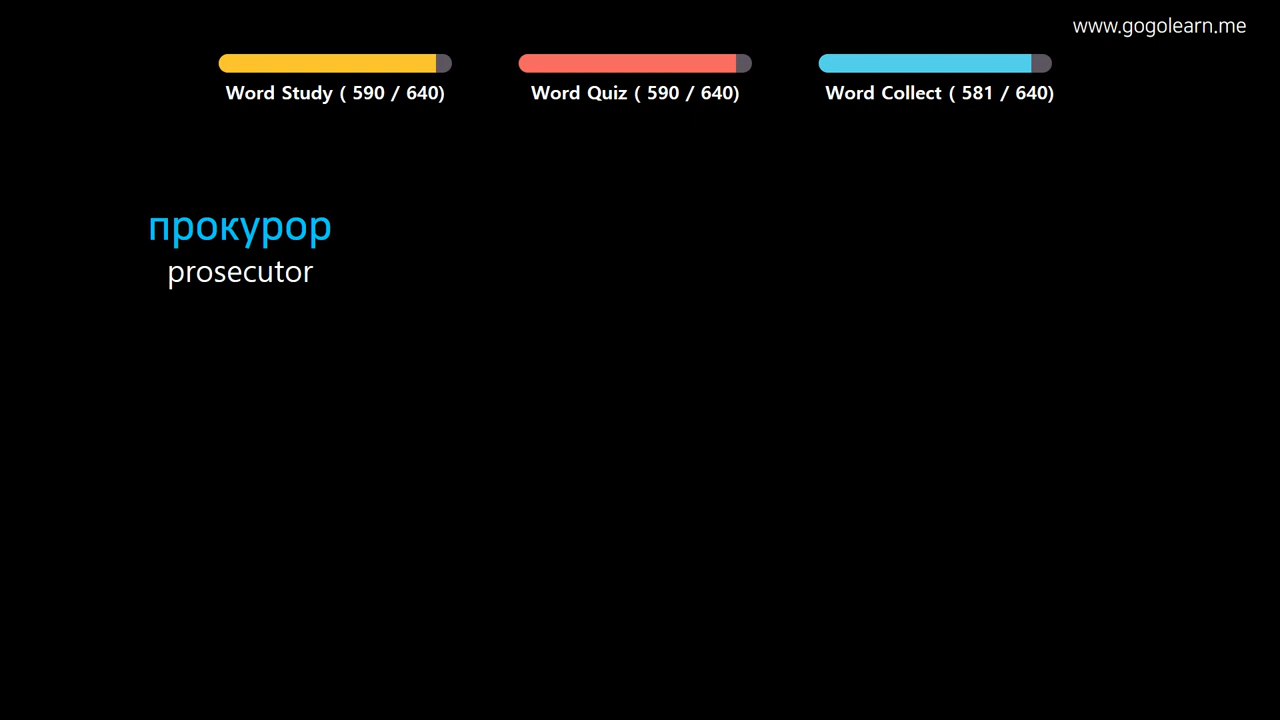 www.gogolearn.me
Word Study ( 590 / 640)
Word Quiz ( 590 / 640)
Word Collect ( 581 / 640)
прокурор
prosecutor